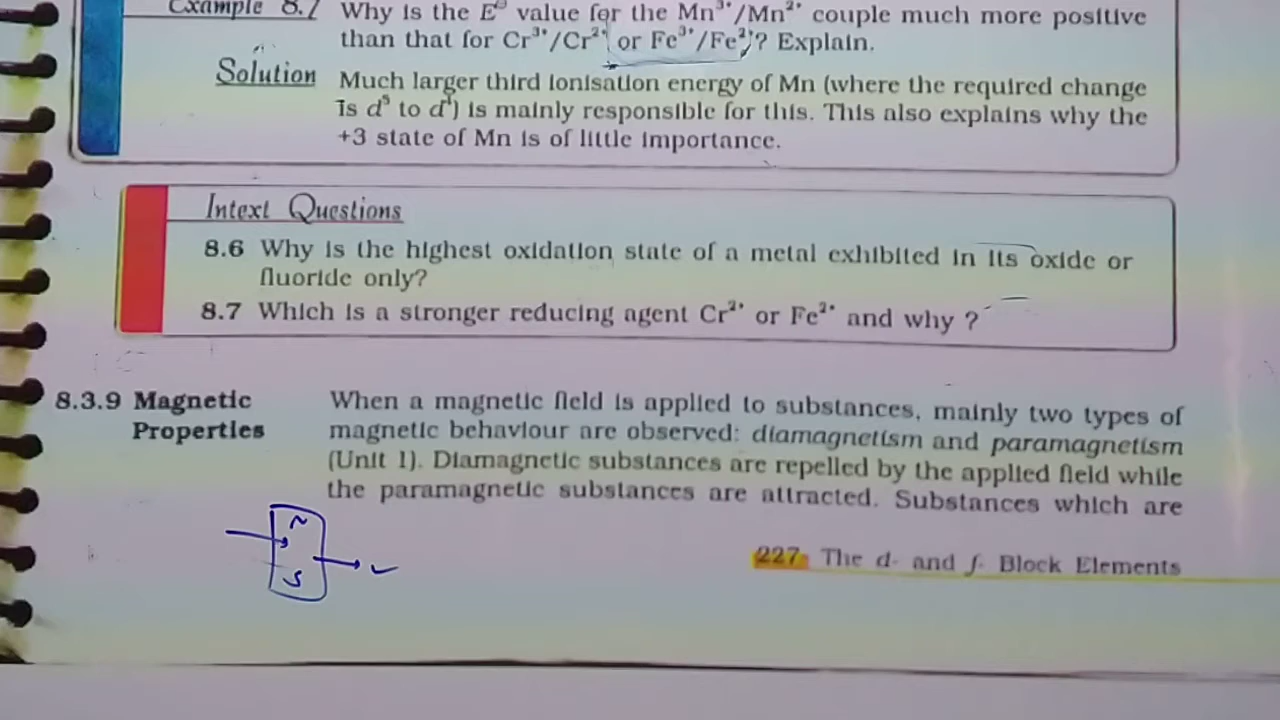 Example 8.7 Why is the E⊖ value for the Mn³⁺/Mn²⁺ couple much more positive
than that for Cr³⁺/Cr²⁺ or Fe³⁺/Fe²⁺? Explain.
Solution Much larger third ionisation energy of Mn (where the required change
is d⁵ to d⁴) is mainly responsible for this. This also explains why the
+3 state of Mn is of little importance.
Intext Questions
8.6 Why is the highest oxidation state of a metal exhibited in its oxide or
fluoride only?
8.7 Which is a stronger reducing agent Cr²⁺ or Fe²⁺ and why ?
8.3.9 Magnetic Properties
When a magnetic field is applied to substances, mainly two types of
magnetic behaviour are observed: diamagnetism and paramagnetism
(Unit 1). Diamagnetic substances are repelled by the applied field while
the paramagnetic substances are attracted. Substances which are
N
S
227 The d- and f- Block Elements